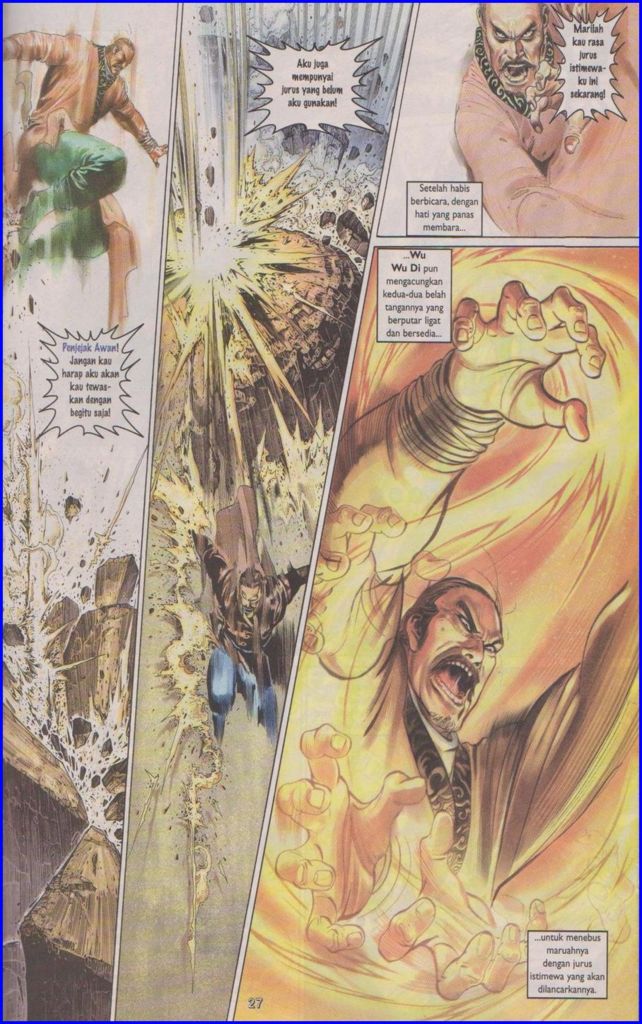 Penjejak Awan!
Jangan kau
harap aku akan
kau tewas-
kan dengan
begitu saja!
Aku juga
mempunyai
jurus yang belum
aku gunakan!
Marilah
kau rasa
jurus
istimewa-
ku ini
sekarang!
Setelah habis
berbicara, dengan
hati yang panas
membara...
...Wu
Wu Di pun
mengacungkan
kedua-dua belah
tangannya yang
berputar ligat
dan bersedia...
...untuk menebus
maruahnya
dengan jurus
istimewa yang akan
dilancarkannya.
27